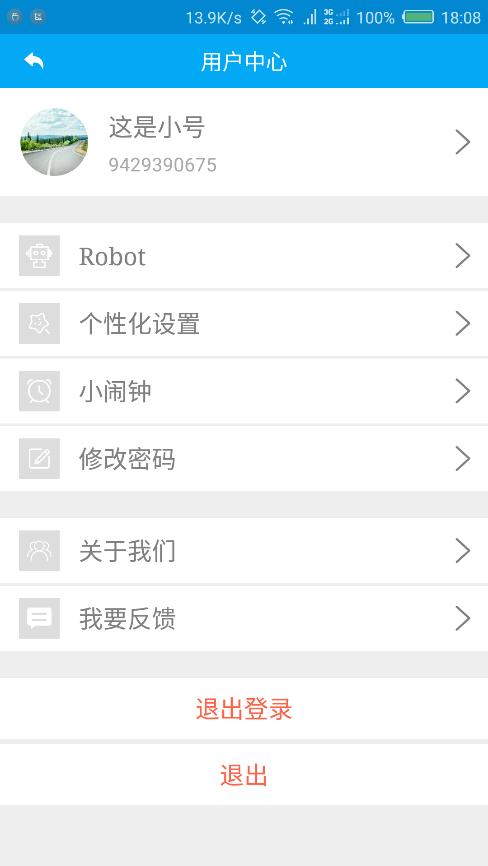 13.9K/s 3G 2G 100% 18:08
用户中心
这是小号
9429390675
Robot
个性化设置
小闹钟
修改密码
关于我们
我要反馈
退出登录
退出